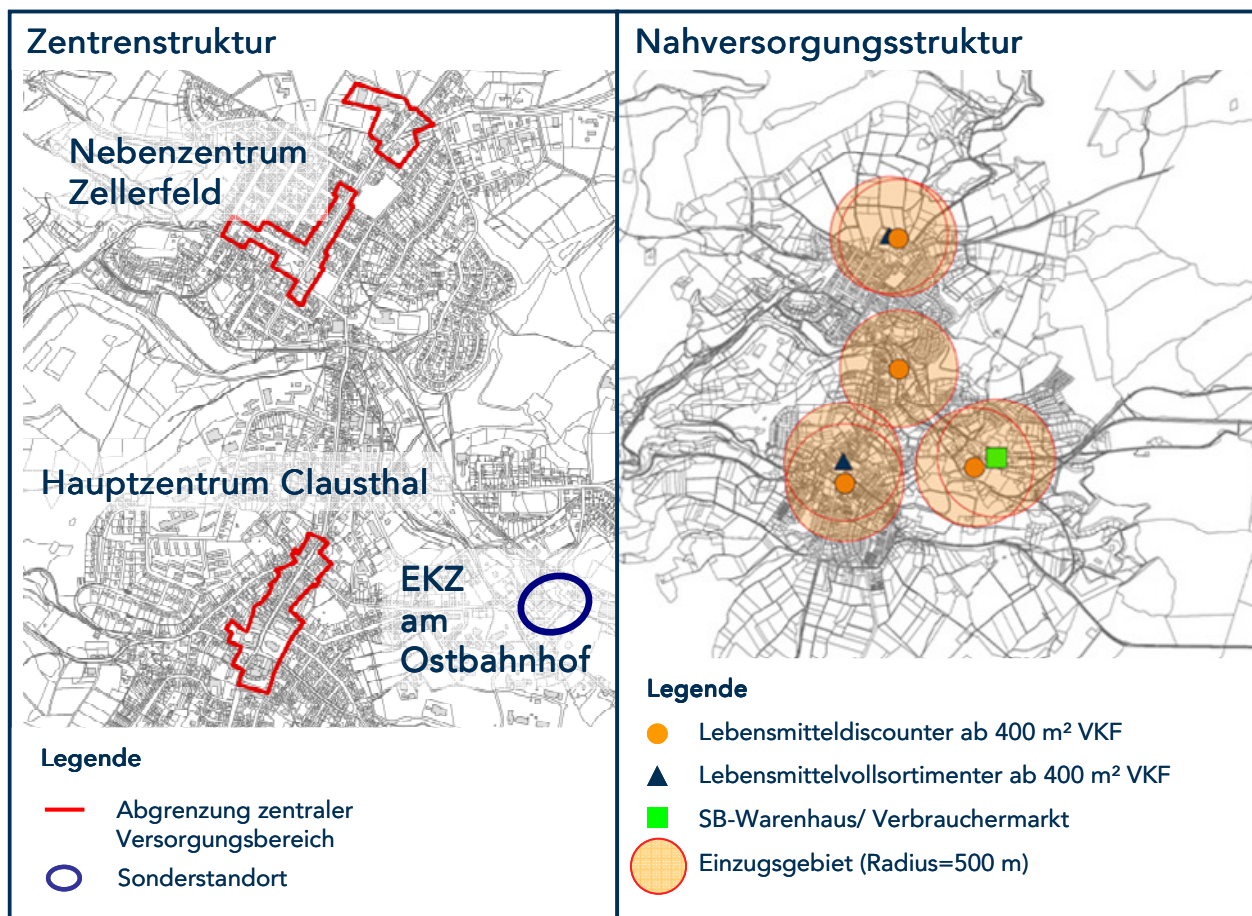 Zentrenstruktur
Nebenzentrum
Zellerfeld
Hauptzentrum Clausthal
EKZ
am
Ostbahnhof
Legende
Abgrenzung zentraler
Versorgungsbereich
Sonderstandort
Nahversorgungsstruktur
Legende
Lebensmitteldiscounter ab 400 m² VKF
Lebensmittelvollsortimenter ab 400 m² VKF
SB-Warenhaus/ Verbrauchermarkt
Einzugsgebiet (Radius=500 m)